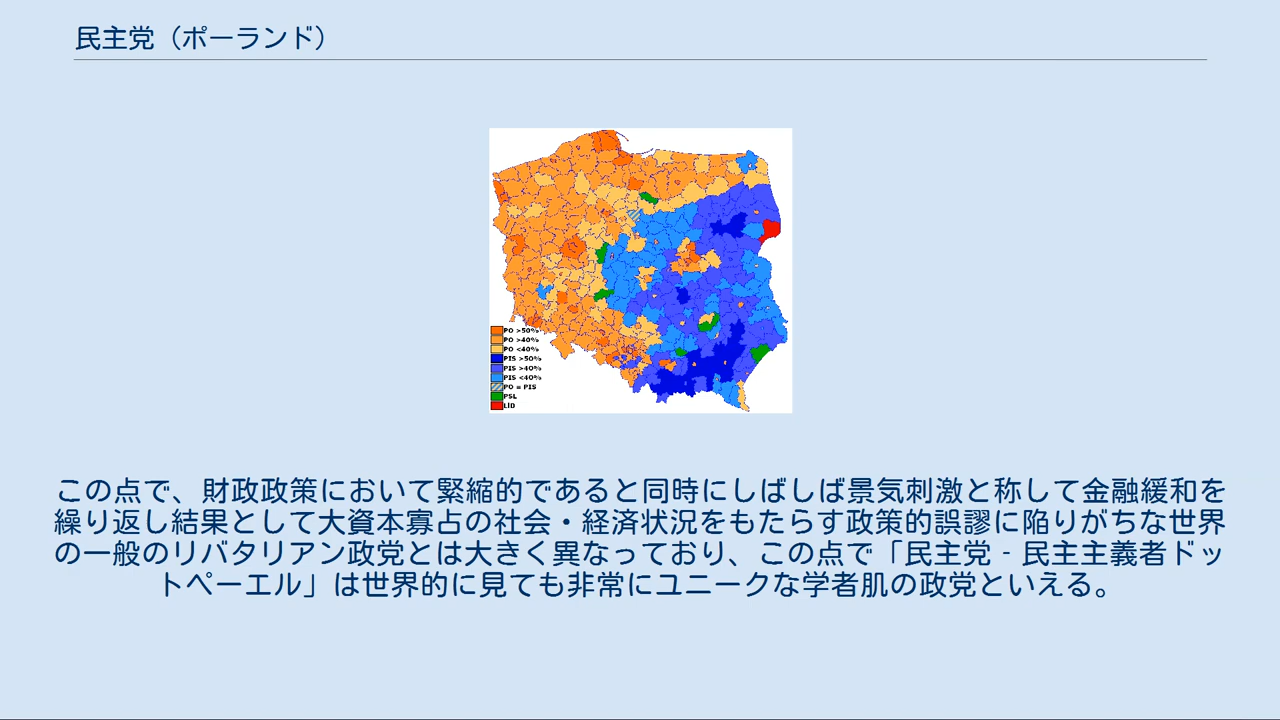 民主党（ポーランド）
PO >50%
PO >40%
PO <40%
PIS >50%
PIS >40%
PIS <40%
PO = PIS
PSL
LiD
この点で、財政政策において緊縮的であると同時にしばしば景気刺激と称して金融緩和を
繰り返し結果として大資本寡占の社会・経済状況をもたらす政策的誤謬に陥りがちな世界
の一般のリバタリアン政党とは大きく異なっており、この点で「民主党 - 民主主義者ドッ
トペーエル」は世界的に見ても非常にユニークな学者肌の政党といえる。